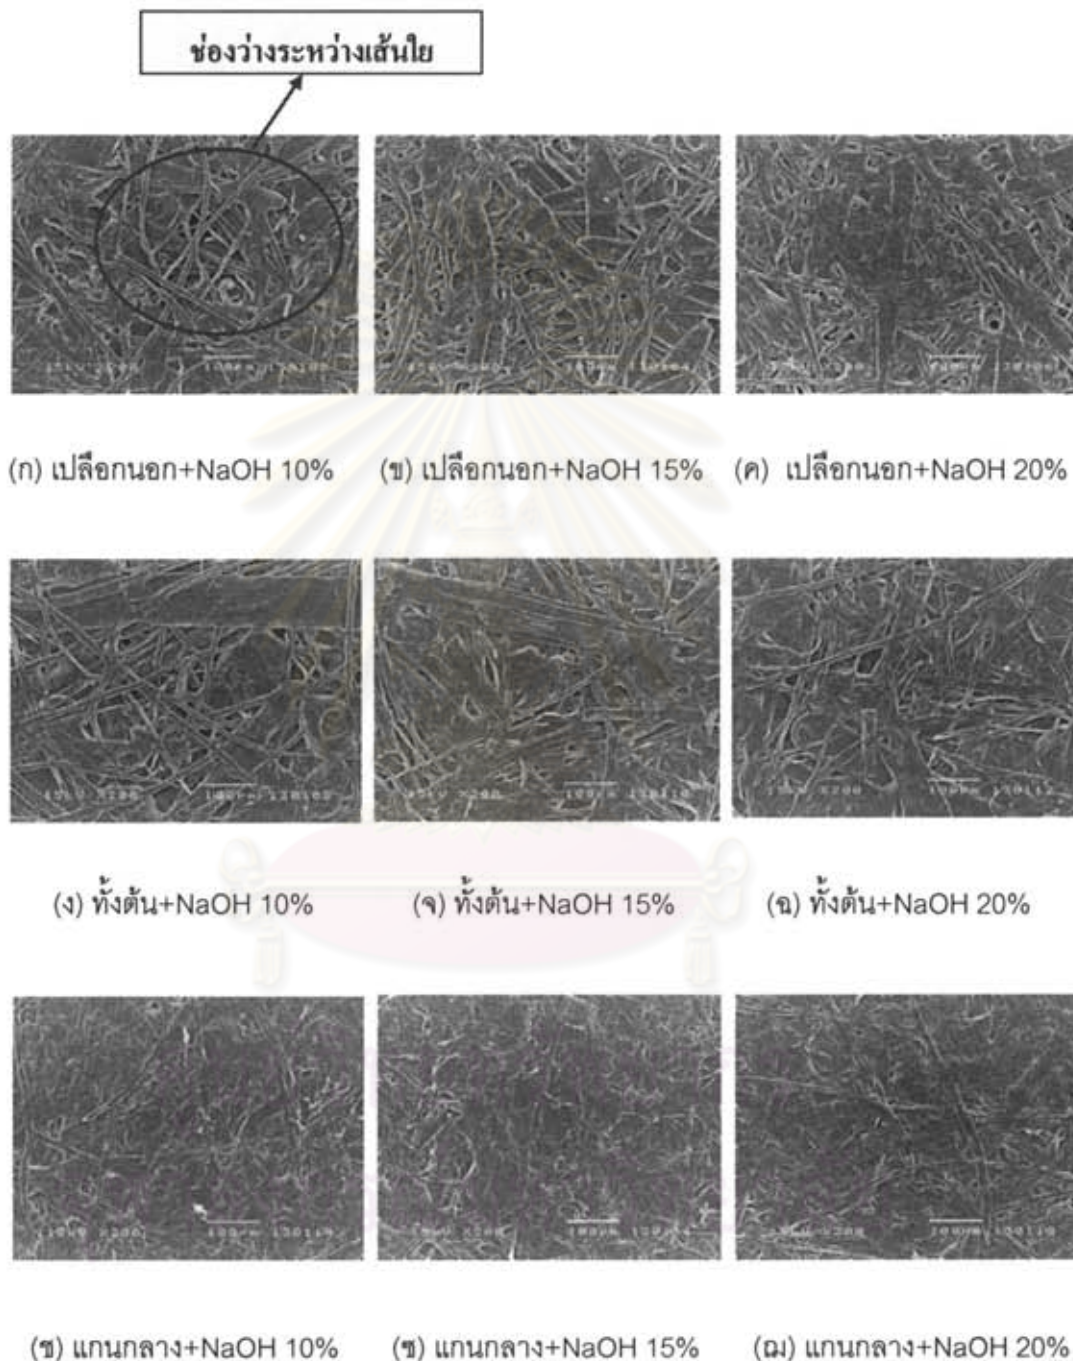 ช่องว่างระหว่างเส้นใย
(ก) เปลือกนอก+NaOH 10% (ข) เปลือกนอก+NaOH 15% (ค) เปลือกนอก+NaOH 20%
(ง) ทั้งต้น+NaOH 10% (จ) ทั้งต้น+NaOH 15% (ฉ) ทั้งต้น+NaOH 20%
(ช) แกนกลาง+NaOH 10% (ซ) แกนกลาง+NaOH 15% (ฌ) แกนกลาง+NaOH 20%